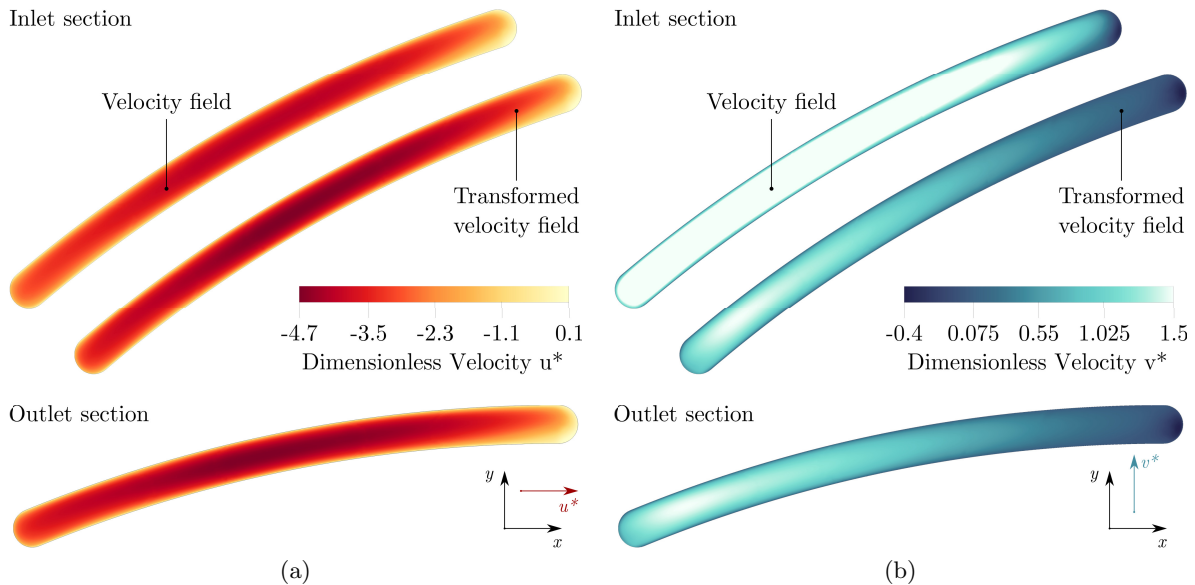 Inlet section
Velocity field
Transformed
velocity field
-4.7 -3.5 -2.3 -1.1 0.1
Dimensionless Velocity u*
Outlet section
y
u*
x
(a)
Inlet section
Velocity field
Transformed
velocity field
-0.4 0.075 0.55 1.025 1.5
Dimensionless Velocity v*
Outlet section
y
v*
x
(b)